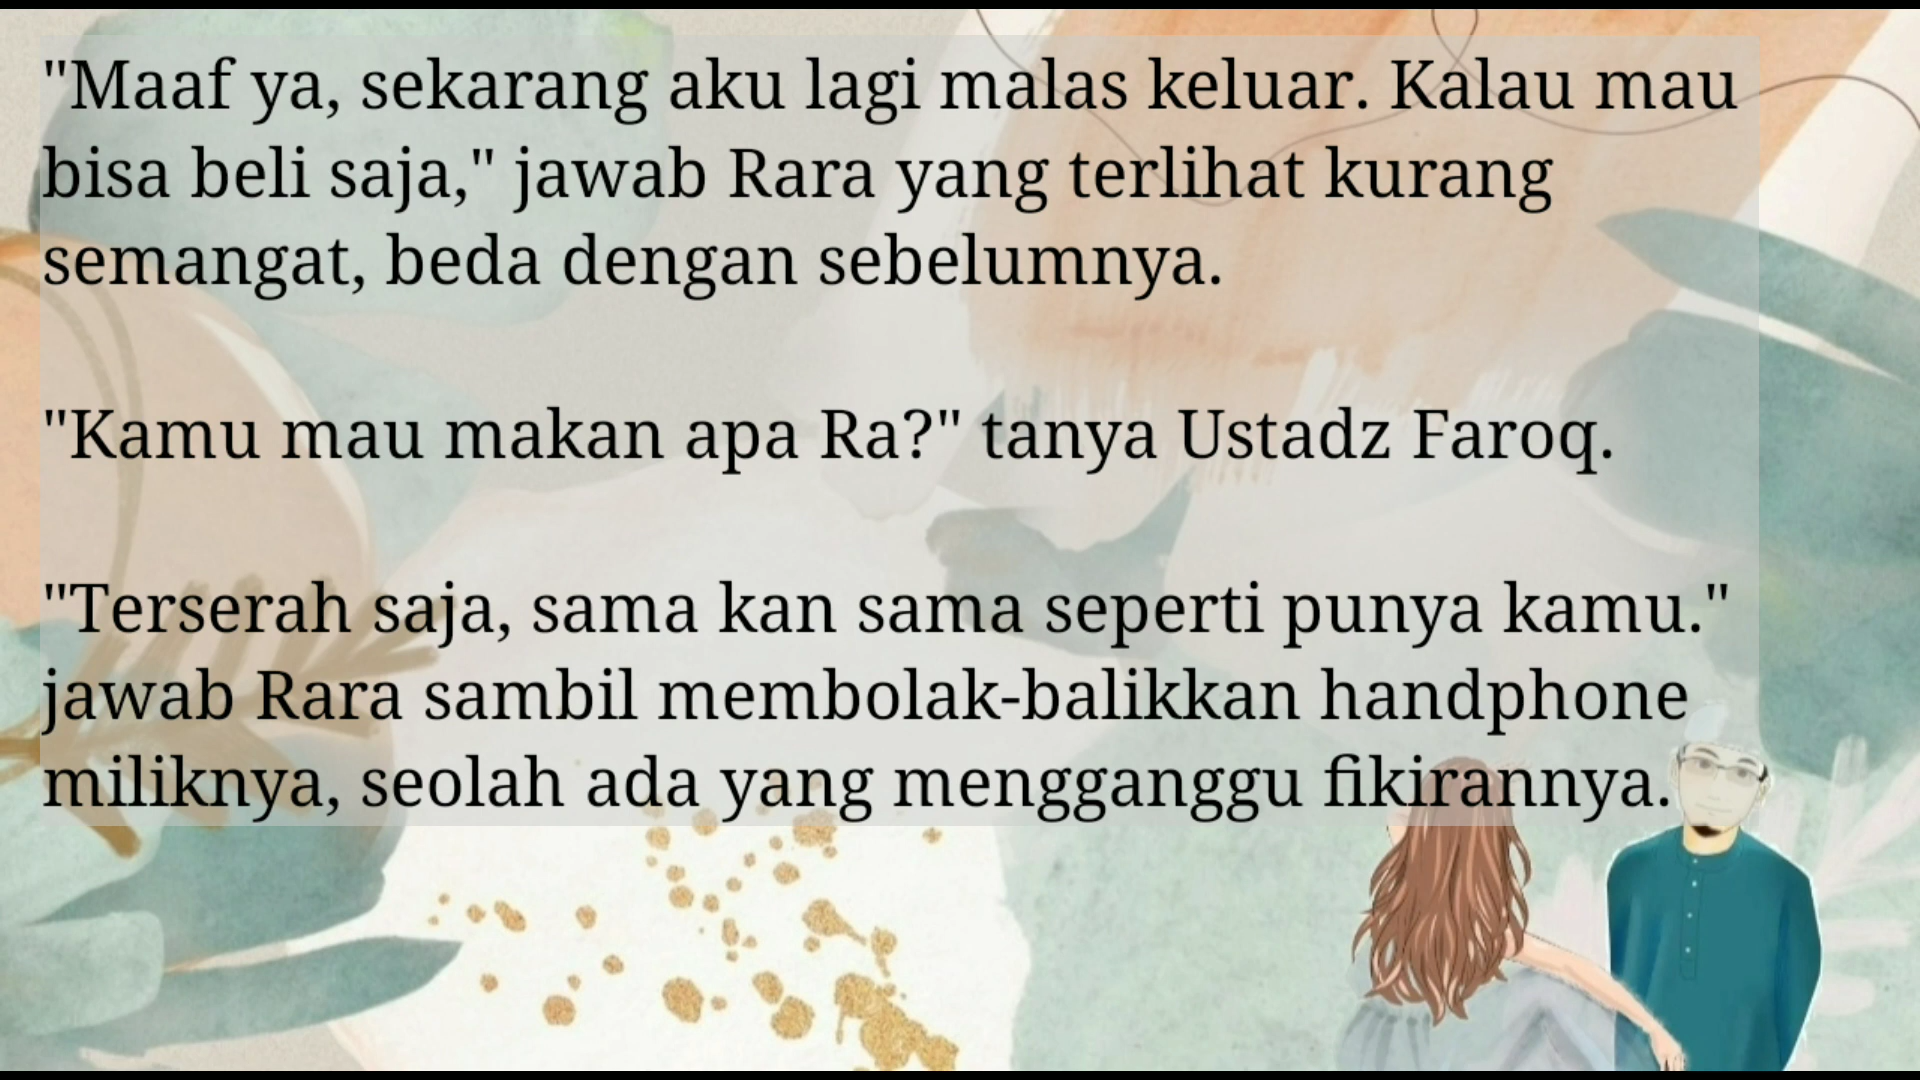 "Maaf ya, sekarang aku lagi malas keluar. Kalau mau
bisa beli saja," jawab Rara yang terlihat kurang
semangat, beda dengan sebelumnya.
"Kamu mau makan apa Ra?" tanya Ustadz Faroq.
"Terserah saja, sama kan sama seperti punya kamu."
jawab Rara sambil membolak-balikkan handphone
miliknya, seolah ada yang mengganggu fikirannya.